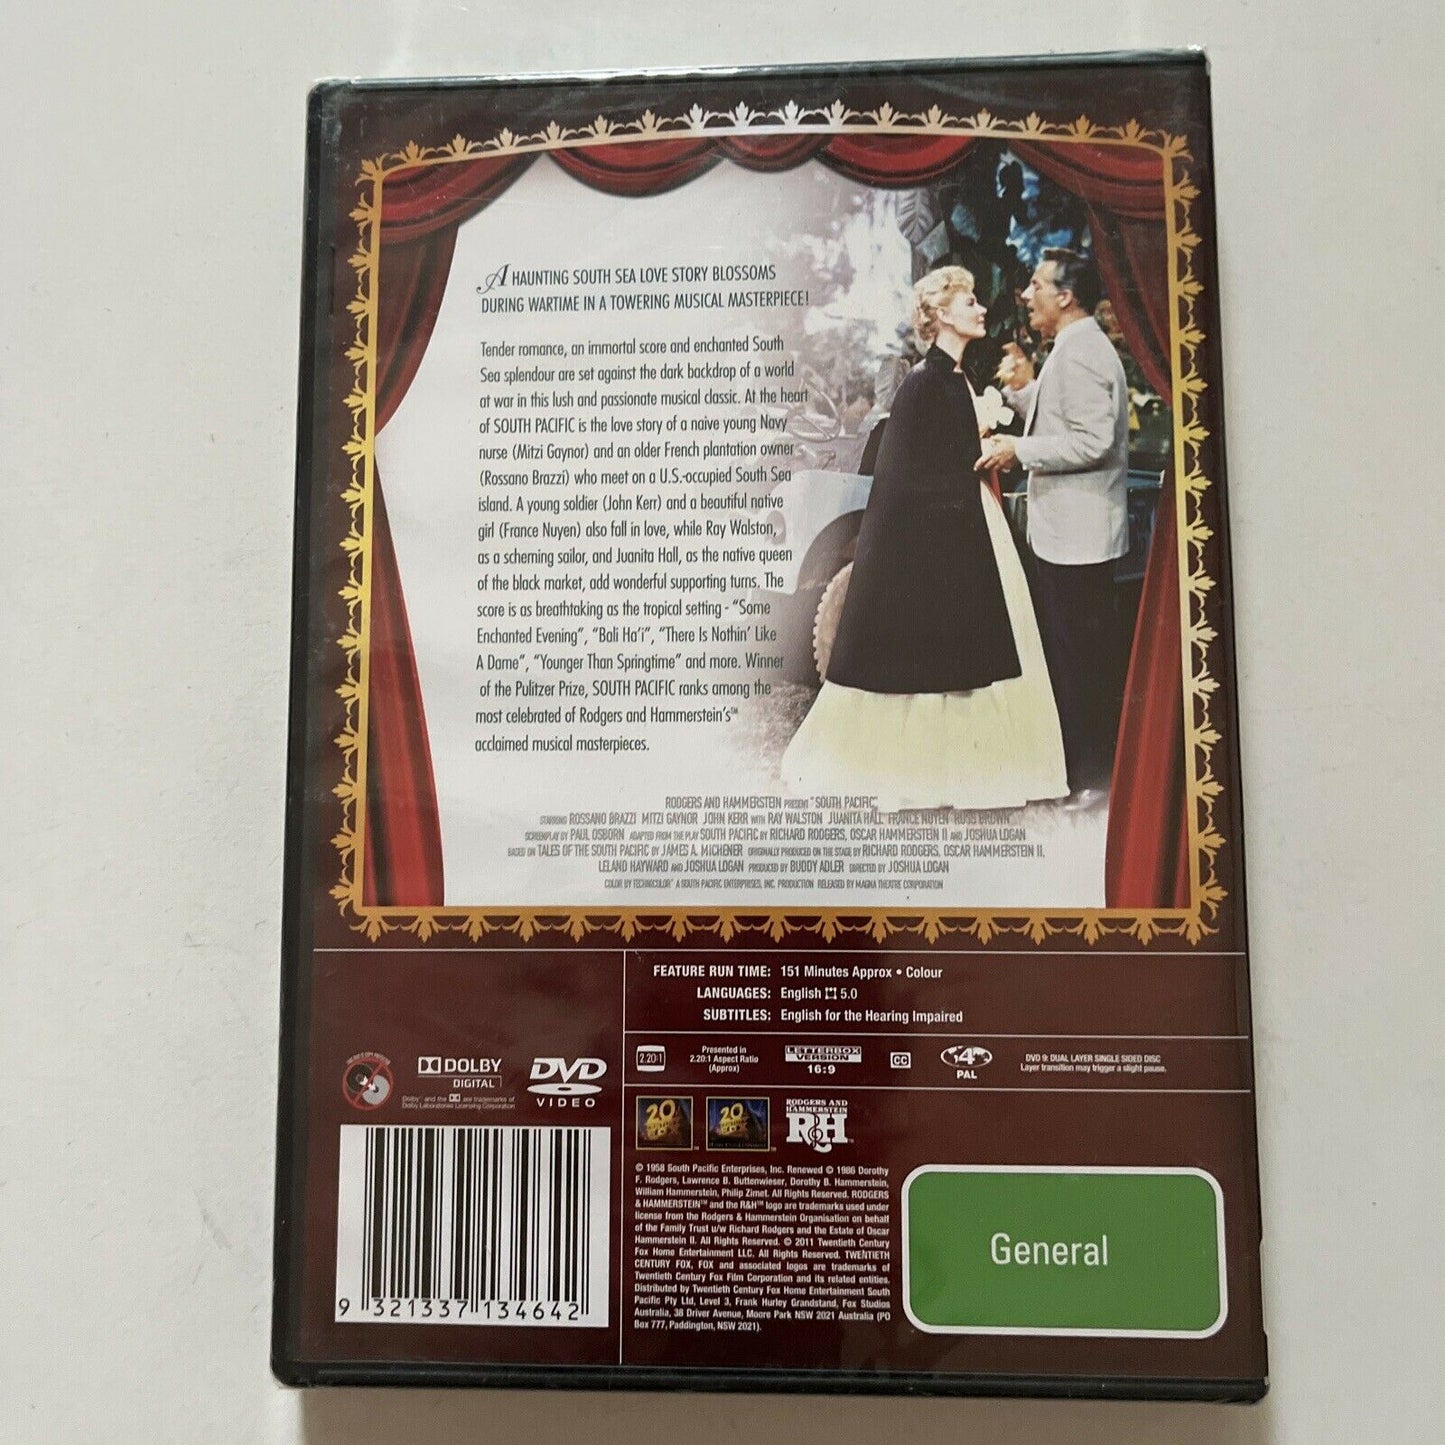 A HAUNTING SOUTH SEA LOVE STORY BLOSSOMS
DURING WARTIME IN A TOWERING MUSICAL MASTERPIECE!
Tender romance, an immortal score and enchanted South
Sea splendour are set against the dark backdrop of a world
at war in this lush and passionate musical classic. At the heart
of SOUTH PACIFIC is the love story of a naive young Navy
nurse (Mitzi Gaynor) and an older French plantation owner
(Rossano Brazzi) who meet on a U.S.-occupied South Sea
island. A young soldier (John Kerr) and a beautiful native
girl (France Nuyen) also fall in love, while Ray Walston,
as a scheming sailor, and Juanita Hall, as the native queen
of the black market, add wonderful supporting turns. The
score is as breathtaking as the tropical setting - “Some
Enchanted Evening”, “Bali Ha’i”, “There Is Nothin’ Like
A Dame”, “Younger Than Springtime” and more. Winner
of the Pulitzer Prize, SOUTH PACIFIC ranks among the
most celebrated of Rodgers and Hammerstein’s™
acclaimed musical masterpieces.
RODGERS AND HAMMERSTEIN PRESENT "SOUTH PACIFIC"
STARRING ROSSANO BRAZZI MITZI GAYNOR JOHN KERR WITH RAY WALSTON JUANITA HALL FRANCE NUYEN RUSS BROWN
SCREENPLAY BY PAUL OSBORN ADAPTED FROM THE PLAY SOUTH PACIFIC BY RICHARD RODGERS, OSCAR HAMMERSTEIN II AND JOSHUA LOGAN
BASED ON TALES OF THE SOUTH PACIFIC BY JAMES A. MICHENER ORIGINALLY PRODUCED ON THE STAGE BY RICHARD RODGERS, OSCAR HAMMERSTEIN II,
LELAND HAYWARD AND JOSHUA LOGAN PRODUCED BY BUDDY ADLER DIRECTED BY JOSHUA LOGAN
COLOR BY TECHNICOLOR® A SOUTH PACIFIC ENTERPRISES, INC. PRODUCTION RELEASED BY MAGNA THEATRE CORPORATION
FEATURE RUN TIME: 151 Minutes Approx • Colour
LANGUAGES: English 5.0
SUBTITLES: English for the Hearing Impaired
2.20:1
Presented in
2.20:1 Aspect Ratio
(Approx)
LETTERBOX
VERSION
16:9
CC
4
PAL
DVD 9: DUAL LAYER SINGLE SIDED DISC
Layer transition may trigger a slight pause.
DOLBY
DIGITAL
Dolby and the are trademarks of
Dolby Laboratories Licensing Corporation
DVD
VIDEO
20
20
RODGERS AND
HAMMERSTEIN
R&H™
© 1958 South Pacific Enterprises, Inc. Renewed © 1986 Dorothy
F. Rodgers, Lawrence B. Buttenwieser, Dorothy B. Hammerstein,
William Hammerstein, Philip Zimet. All Rights Reserved. RODGERS
& HAMMERSTEIN™ and the R&H™ logo are trademarks used under
license from the Rodgers & Hammerstein Organisation on behalf
of the Family Trust u/w Richard Rodgers and the Estate of Oscar
Hammerstein II. All Rights Reserved. © 2011 Twentieth Century
Fox Home Entertainment LLC. All Rights Reserved. TWENTIETH
CENTURY FOX, FOX and associated logos are trademarks of
Twentieth Century Fox Film Corporation and its related entities.
Distributed by Twentieth Century Fox Home Entertainment South
Pacific Pty Ltd, Level 3, Frank Hurley Grandstand, Fox Studios
Australia, 38 Driver Avenue, Moore Park NSW 2021 Australia (PO
Box 777, Paddington, NSW 2021).
General
9 321337 134642